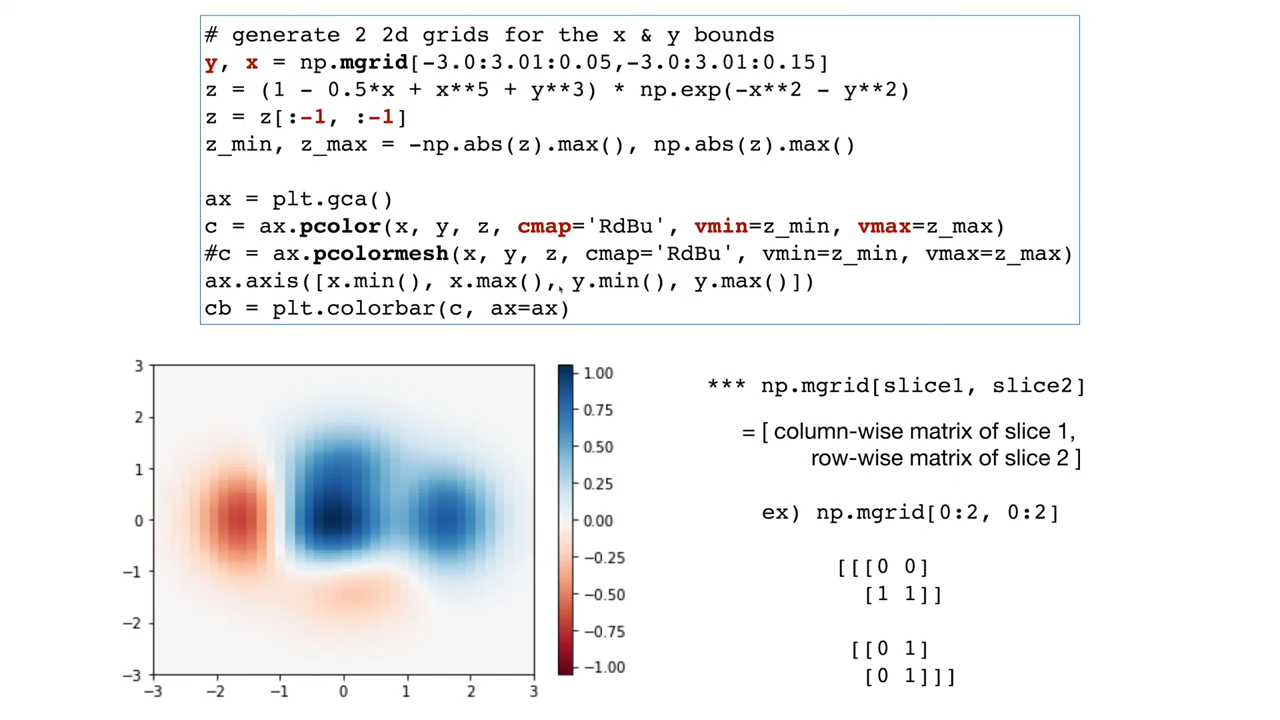 # generate 2 2d grids for the x & y bounds
y, x = np.mgrid[-3.0:3.01:0.05,-3.0:3.01:0.15]
z = (1 - 0.5*x + x**5 + y**3) * np.exp(-x**2 - y**2)
z = z[:-1, :-1]
z_min, z_max = -np.abs(z).max(), np.abs(z).max()
ax = plt.gca()
c = ax.pcolor(x, y, z, cmap='RdBu', vmin=z_min, vmax=z_max)
#c = ax.pcolormesh(x, y, z, cmap='RdBu', vmin=z_min, vmax=z_max)
ax.axis([x.min(), x.max(), y.min(), y.max()])
cb = plt.colorbar(c, ax=ax)
3
2
1
0
−1
−2
−3
−3 −2 −1 0 1 2 3
1.00
0.75
0.50
0.25
0.00
−0.25
−0.50
−0.75
−1.00
*** np.mgrid[slice1, slice2]
= [ column-wise matrix of slice 1,
row-wise matrix of slice 2 ]
ex) np.mgrid[0:2, 0:2]
[[[0 0]
[1 1]]
[[0 1]
[0 1]]]